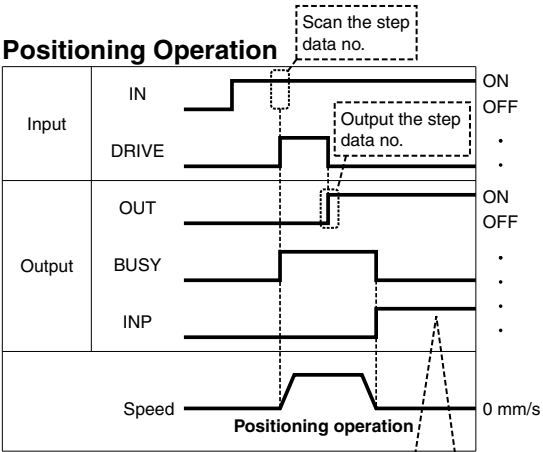 Scan the step
data no.
Positioning Operation
Input
IN
ON
OFF
DRIVE
Output the step
data no.
Output
OUT
ON
OFF
BUSY
INP
Speed
0 mm/s
Positioning operation